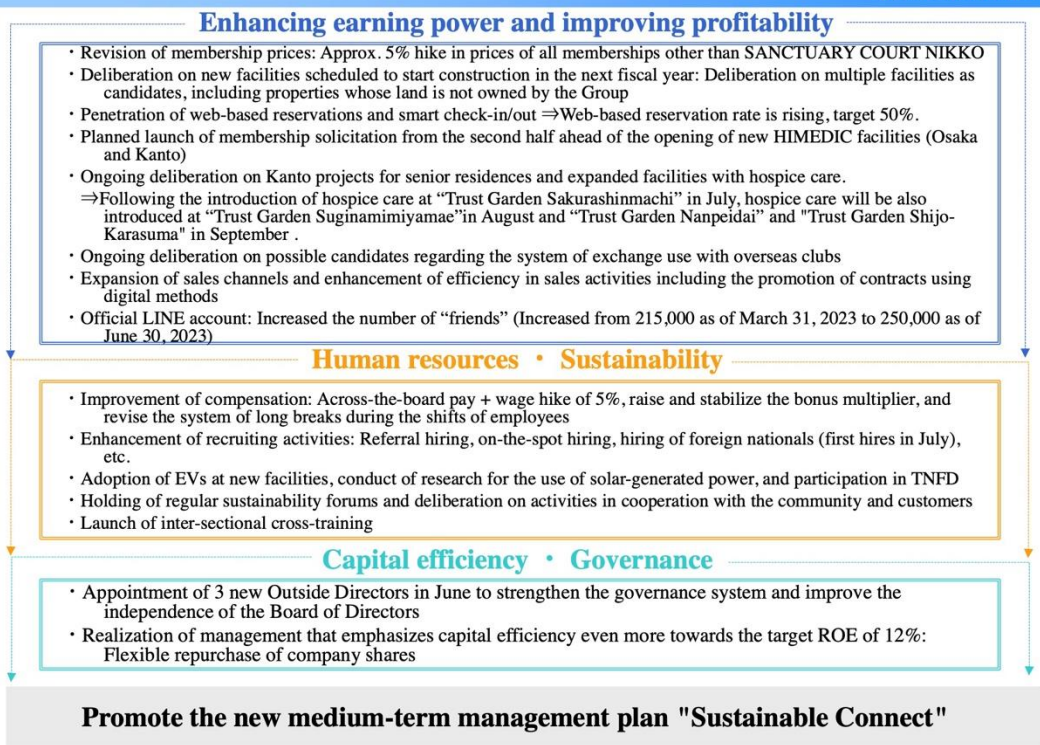 Enhancing earning power and improving profitability
・Revision of membership prices: Approx. 5% hike in prices of all memberships other than SANCTUARY COURT NIKKO
・Deliberation on new facilities scheduled to start construction in the next fiscal year: Deliberation on multiple facilities as
candidates, including properties whose land is not owned by the Group
・Penetration of web-based reservations and smart check-in/out ⇒Web-based reservation rate is rising, target 50%.
・Planned launch of membership solicitation from the second half ahead of the opening of new HIMEDIC facilities (Osaka
and Kanto)
・Ongoing deliberation on Kanto projects for senior residences and expanded facilities with hospice care.
⇒Following the introduction of hospice care at “Trust Garden Sakurashinmachi” in July, hospice care will be also
introduced at “Trust Garden Suginamimiyamae”in August and “Trust Garden Nanpeidai” and "Trust Garden Shijo-
Karasuma" in September .
・Ongoing deliberation on possible candidates regarding the system of exchange use with overseas clubs
・Expansion of sales channels and enhancement of efficiency in sales activities including the promotion of contracts using
digital methods
・Official LINE account: Increased the number of “friends” (Increased from 215,000 as of March 31, 2023 to 250,000 as of
June 30, 2023)
Human resources ・ Sustainability
・Improvement of compensation: Across-the-board pay + wage hike of 5%, raise and stabilize the bonus multiplier, and
revise the system of long breaks during the shifts of employees
・Enhancement of recruiting activities: Referral hiring, on-the-spot hiring, hiring of foreign nationals (first hires in July),
etc.
・Adoption of EVs at new facilities, conduct of research for the use of solar-generated power, and participation in TNFD
・Holding of regular sustainability forums and deliberation on activities in cooperation with the community and customers
・Launch of inter-sectional cross-training
Capital efficiency ・ Governance
・Appointment of 3 new Outside Directors in June to strengthen the governance system and improve the
independence of the Board of Directors
・Realization of management that emphasizes capital efficiency even more towards the target ROE of 12%:
Flexible repurchase of company shares
Promote the new medium-term management plan "Sustainable Connect"